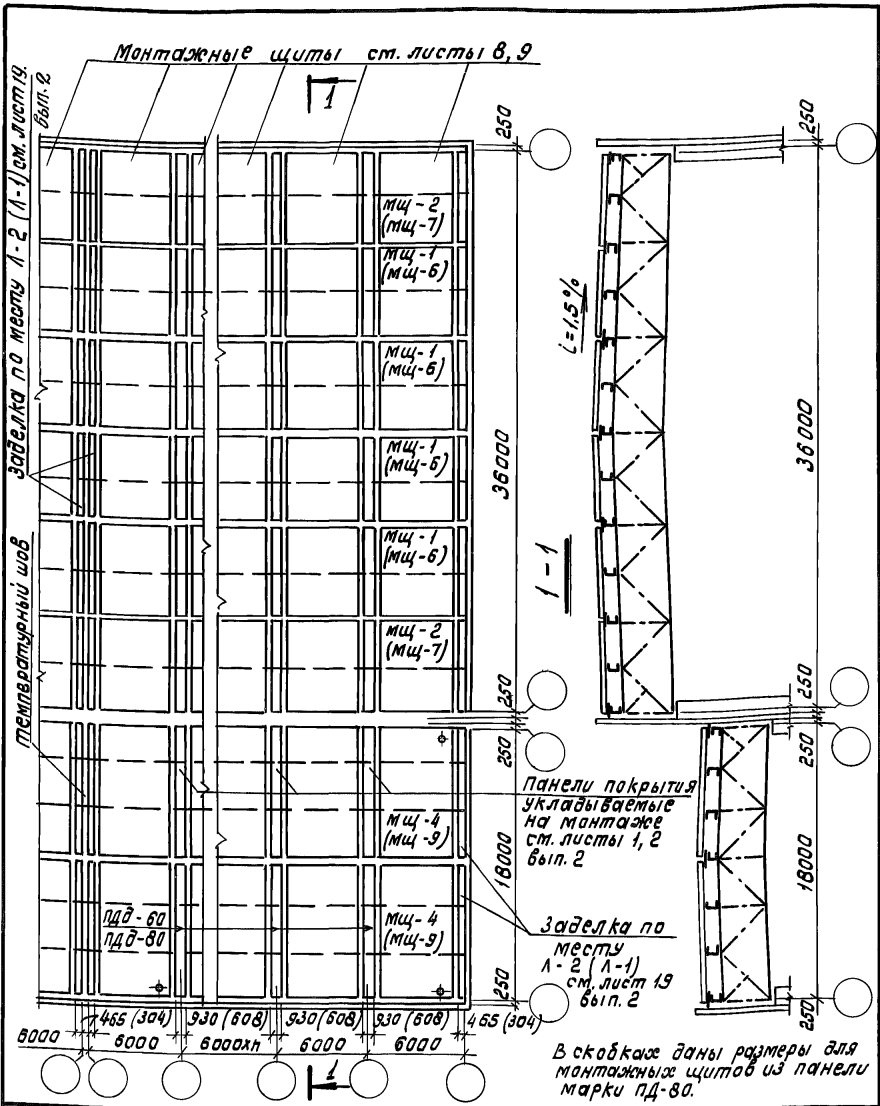 Монтажные щиты см. листы 8, 9
Заделка по месту Л-2 (Л-1) см. лист 19.
вып. 2
температурный шов
1
250
250
МЩ-2
(МЩ-7)
МЩ-1
(МЩ-6)
МЩ-1
(МЩ-6)
МЩ-1
(МЩ-6)
МЩ-1
(МЩ-6)
МЩ-2
(МЩ-7)
36000
i=1,5%
36000
1-1
250
250
250
250
Панели покрытия
укладываемые
на монтаже
см. листы 1, 2
вып. 2
МЩ-4
(МЩ-9)
18000
18000
ПДД-60
ПДД-80
МЩ-4
(МЩ-9)
Заделка по
месту
Л-2 (Л-1)
см. лист 19
вып. 2
250
250
465 (304)
930 (608)
930 (608)
930 (608)
465 (304)
6000
6000
6000хn
6000
6000
1
В скобках даны размеры для
монтажных щитов из панели
марки ПД-80.